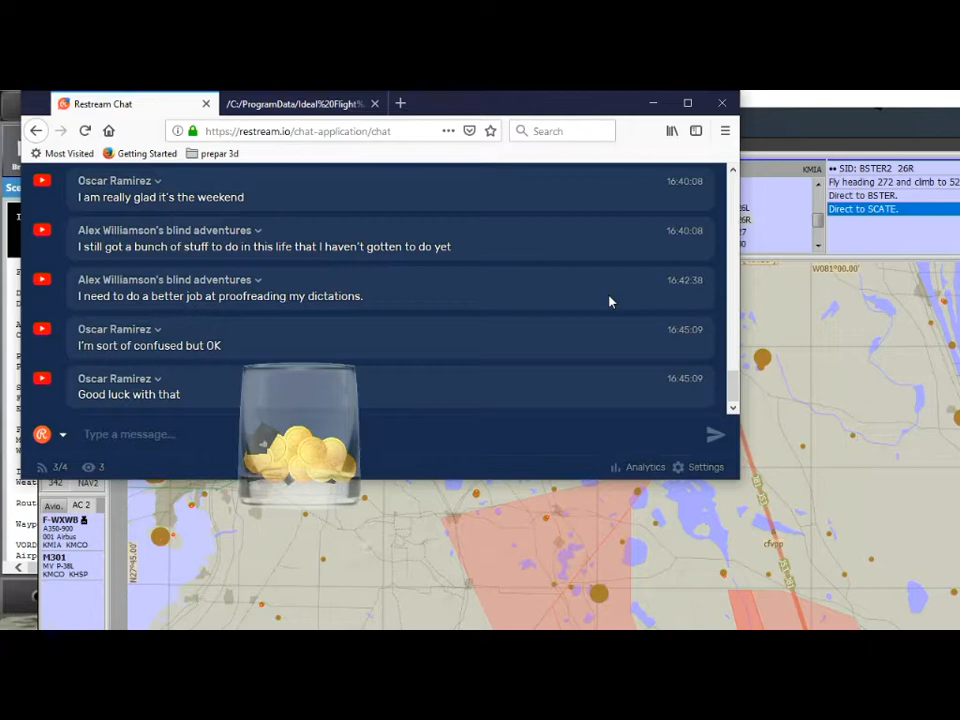 Restream Chat
/C:/ProgramData/Ideal%20Flight%
https://restream.io/chat-application/chat
Search
Most Visited
Getting Started
prepar 3d
Oscar Ramirez
16:40:08
I am really glad it's the weekend
Alex Williamson's blind adventures
16:40:08
I still got a bunch of stuff to do in this life that I haven't gotten to do yet
Alex Williamson's blind adventures
16:42:38
I need to do a better job at proofreading my dictations.
Oscar Ramirez
16:45:09
I'm sort of confused but OK
Oscar Ramirez
16:45:09
Good luck with that
Type a message...
3/4
3
Analytics
Settings
KMIA
•• SID: BSTER2 26R
Fly heading 272 and climb to 52
Direct to BSTER.
Direct to SCATE.
W081°00.00'
342 NAV2
Avio.
AC 2
F-WXWB
A350-900
001 Airbus
KMIA KMCO
M301
MV P-38L
KMCO KHSP
N27°45.00'
cfvpp